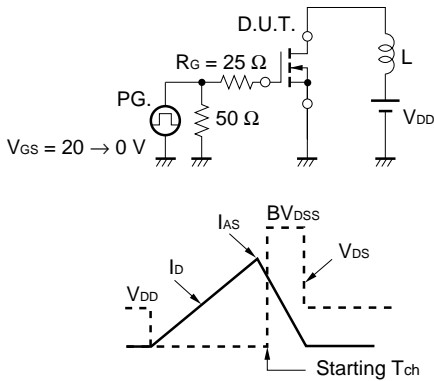 D.U.T.
RG = 25 Ω
L
PG.
50 Ω
VDD
VGS = 20 → 0 V
BVDSS
IAS
ID
VDS
VDD
Starting Tch